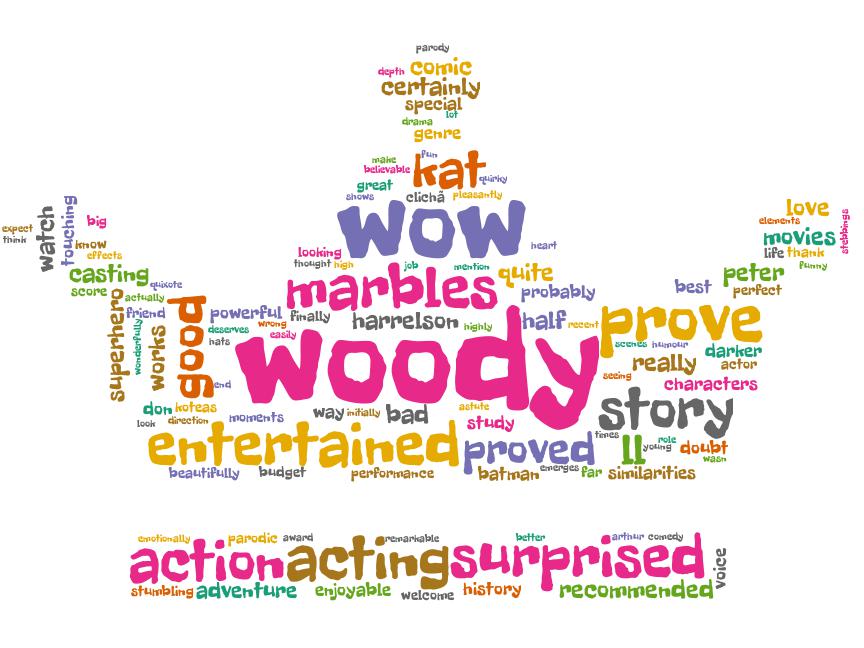 parody
depth comic
certainly
special
drama lot
genre
make fun
believable kat quirky
great
shows clichã pleasantly
wow
heart
looking
thought high job mention
marbles quite
probably
powerful finally harrelson highly half recent
deserves wrong
hats easily
woody
end
expect
think
watch
touching
big
know
effects
casting quixote
score actually
superhero
friend
wonderfully
works
good
love
elements
stebbings
movies
life thank
funny
peter
best perfect
prove
scenes humour darker
really actor
seeing
characters
story
don koteas
look direction moments way initially bad astute
study
entertained proved times ll young role doubt
wasn
beautifully budget performance batman emerges far similarities
emotionally parodic award remarkable better arthur comedy
action acting surprised voice
stumbling adventure enjoyable welcome history recommended